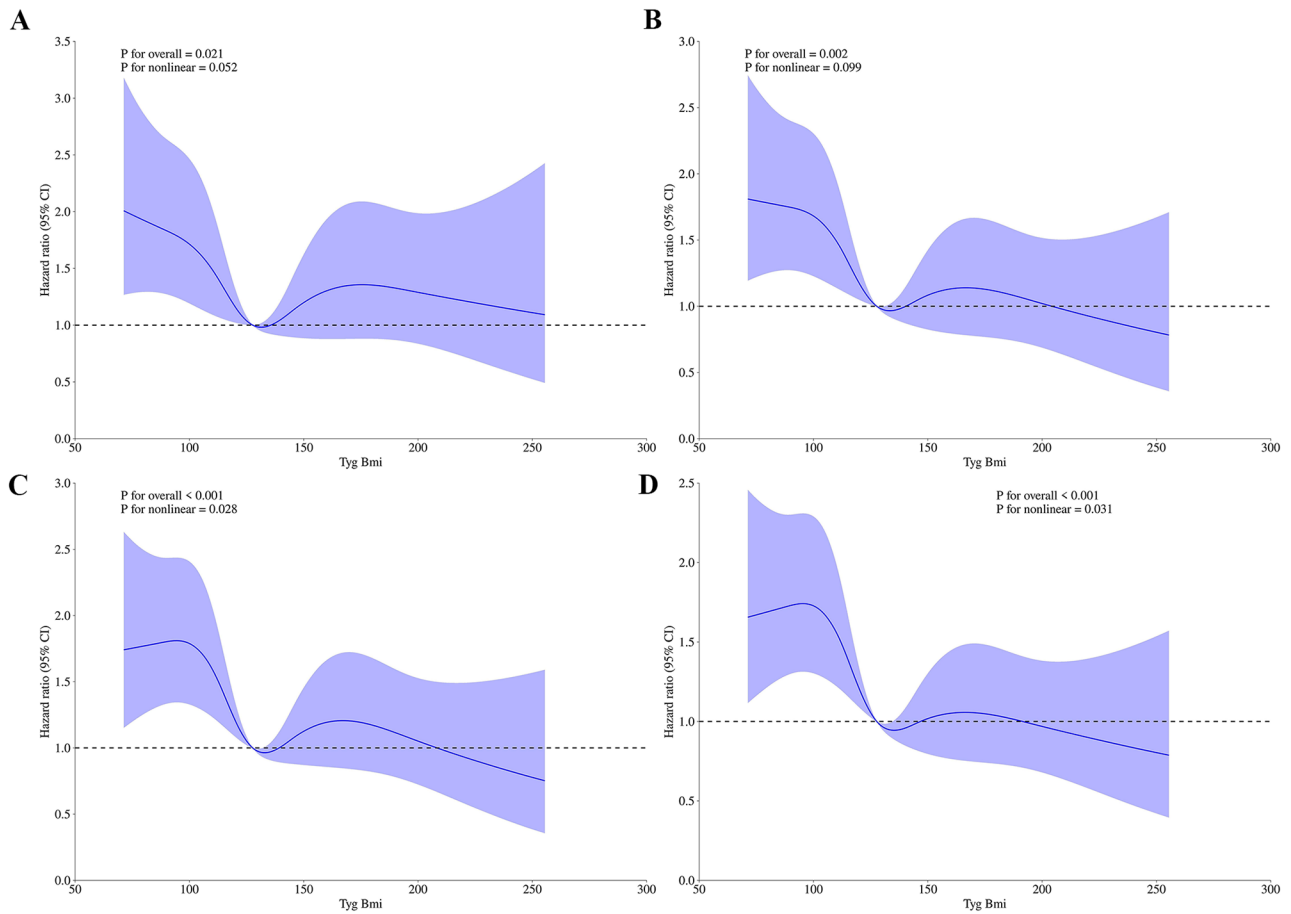 A
P for overall = 0.021
P for nonlinear = 0.052
Hazard ratio (95% CI)
3.5
3.0
2.5
2.0
1.5
1.0
0.5
0.0
50 100 150 200 250 300
Tyg Bmi
B
P for overall = 0.002
P for nonlinear = 0.099
Hazard ratio (95% CI)
3.0
2.5
2.0
1.5
1.0
0.5
0.0
50 100 150 200 250 300
Tyg Bmi
C
P for overall < 0.001
P for nonlinear = 0.028
Hazard ratio (95% CI)
3.0
2.5
2.0
1.5
1.0
0.5
0.0
50 100 150 200 250 300
Tyg Bmi
D
P for overall < 0.001
P for nonlinear = 0.031
Hazard ratio (95% CI)
2.5
2.0
1.5
1.0
0.5
0.0
50 100 150 200 250 300
Tyg Bmi